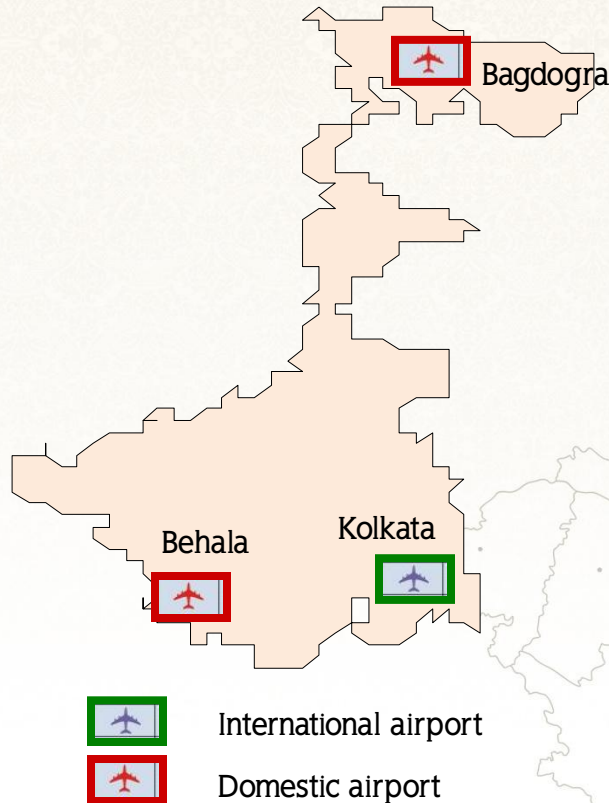 Bagdogra
Kolkata
Behala
International airport
Domestic airport